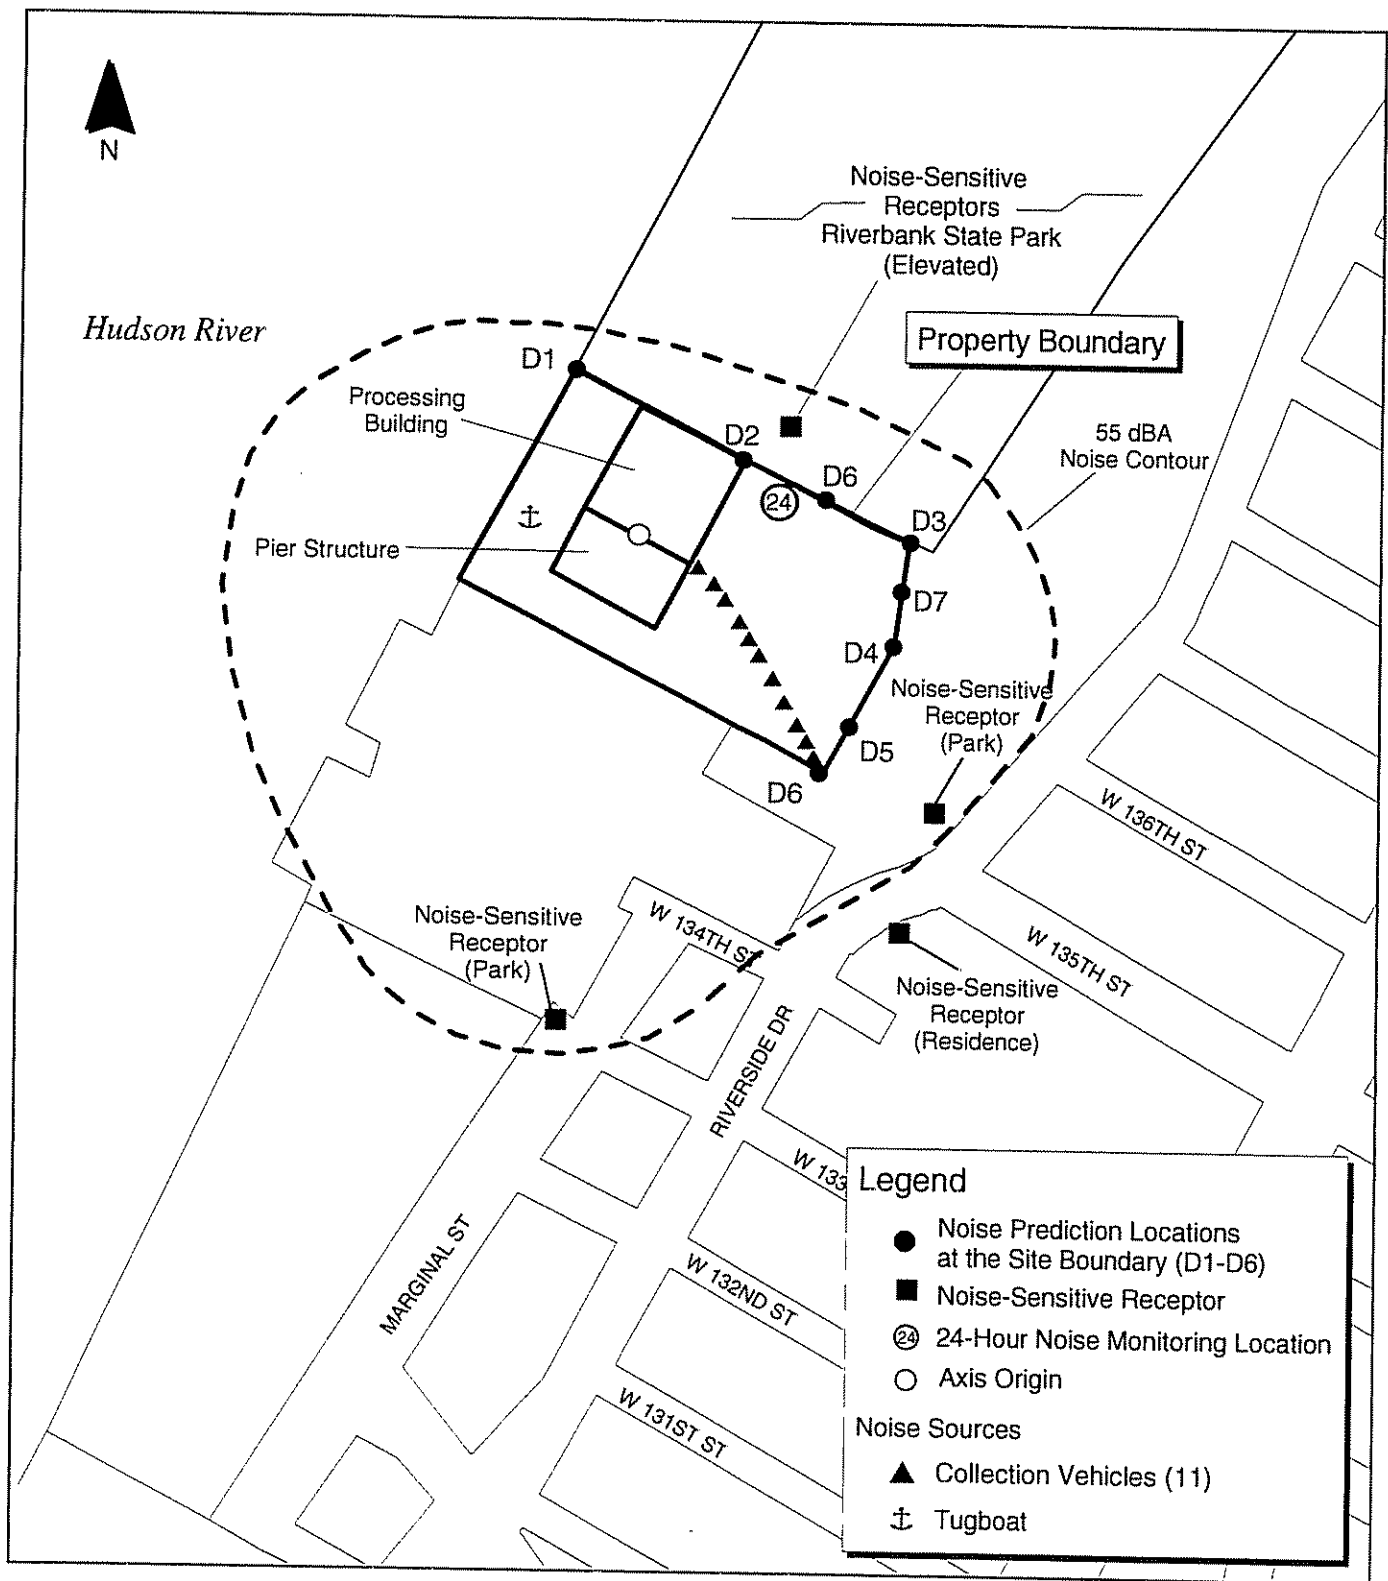 N
Noise-Sensitive
Receptors
Riverbank State Park
(Elevated)
Hudson River
Property Boundary
D1
Processing
Building
D2
55 dBA
Noise Contour
D6
24
D3
Pier Structure
D7
D4
Noise-Sensitive
Receptor
(Park)
D5
D6
W 136TH ST
Noise-Sensitive
Receptor
(Park)
W 134TH ST
W 135TH ST
Noise-Sensitive
Receptor
(Residence)
RIVERSIDE DR
W 133
MARGINAL ST
W 132ND ST
W 131ST ST
Legend
Noise Prediction Locations
at the Site Boundary (D1-D6)
Noise-Sensitive Receptor
24 24-Hour Noise Monitoring Location
Axis Origin
Noise Sources
Collection Vehicles (11)
Tugboat